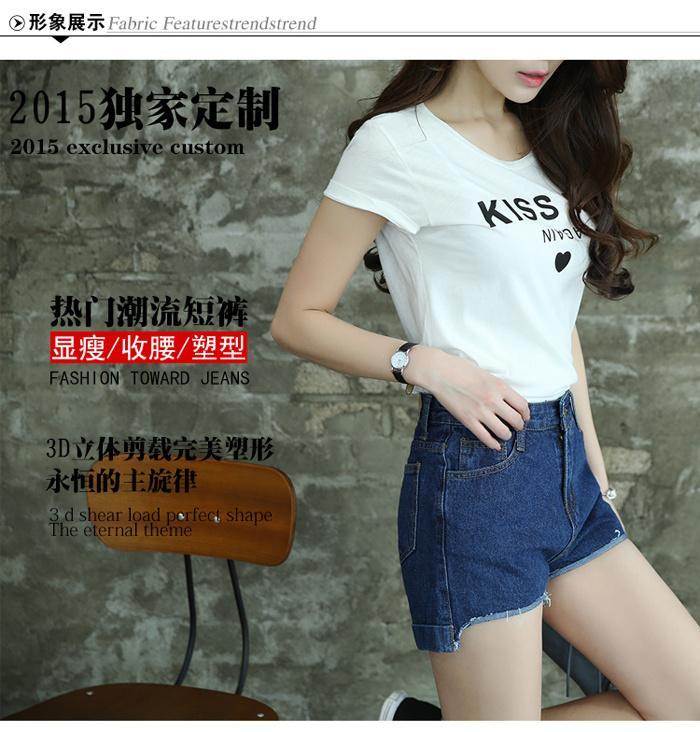 形象展示 Fabric Featurestrendstrend
2015独家定制
2015 exclusive custom
KISS
热门潮流短裤
显瘦/收腰/塑型
FASHION TOWARD JEANS
3D立体剪载完美塑形
永恒的主旋律
3 d shear load perfect shape
The eternal theme